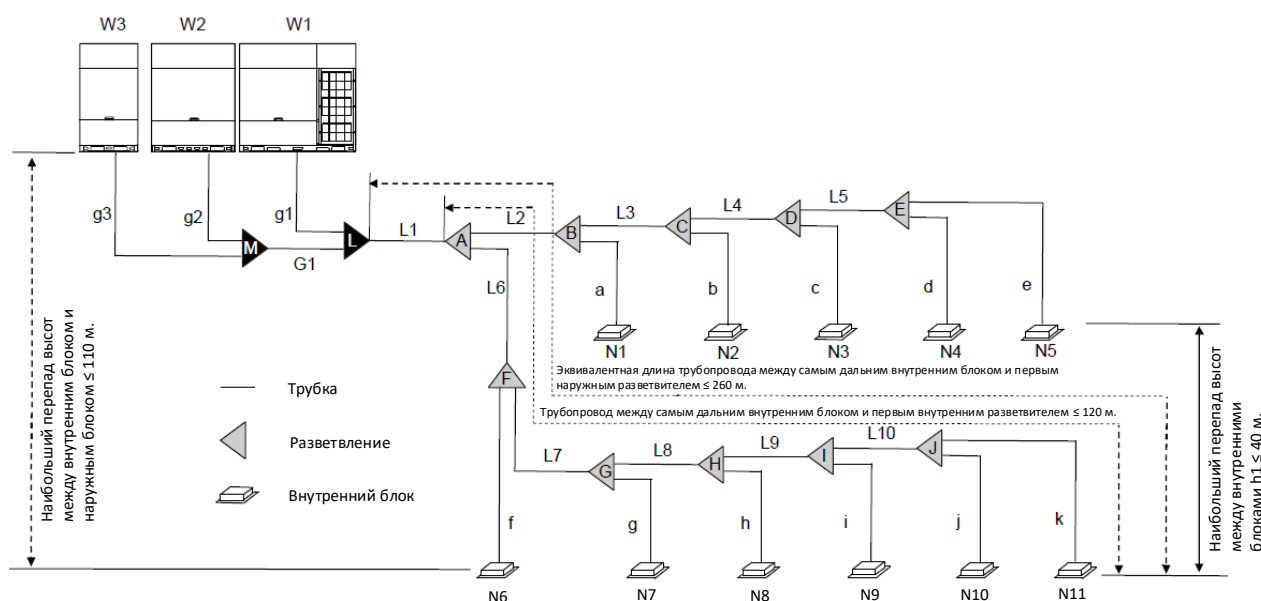 W3 W2 W1
g3 g2 g1
M L
G1
L1 A L2 B L3 C L4 D L5 E
L6
a b c d e
N1 N2 N3 N4 N5
Наибольший перепад высот
между внутренним блоком и
наружным блоком ≤ 110 м.
Эквивалентная длина трубопровода между самым дальним внутренним блоком и первым
наружным разветвителем ≤ 260 м.
Трубопровод между самым дальним внутренним блоком и первым внутренним разветвителем ≤ 120 м.
Наибольший перепад высот
между внутренними
блоками h1 ≤ 40 м.
Трубка
Разветвление
Внутренний блок
F
L7 G L8 H L9 I L10 J
f g h i j k
N6 N7 N8 N9 N10 N11